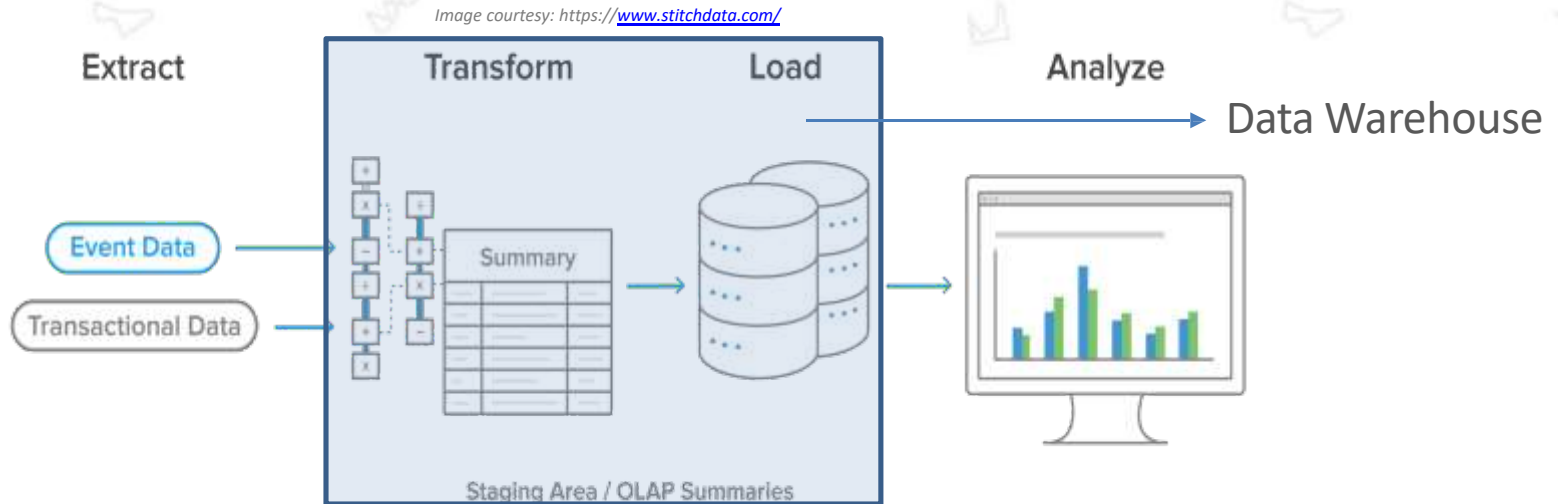 Image courtesy: https://www.stitchdata.com/
Extract
Transform
Load
Analyze
Data Warehouse
Event Data
Transactional Data
Summary
Staging Area / OLAP Summaries